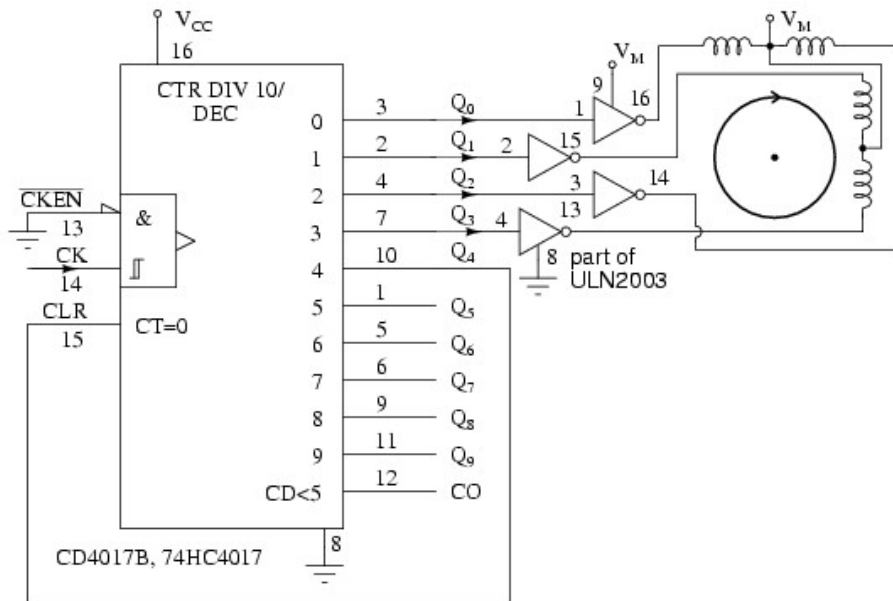 V_CC
16
CTR DIV 10/
DEC
0 3 Q_0
1 2 Q_1
2 4 Q_2
3 7 Q_3
4 10 Q_4
5 1 Q_5
6 5 Q_6
7 6 Q_7
8 9 Q_8
9 11 Q_9
CD<5 12 CO
CKEN
13
&
CK
14
CLR
15
CT=0
8
CD4017B, 74HC4017
V_M
9
1 16
2 15
3 14
4 13
8
part of
ULN2003
V_M